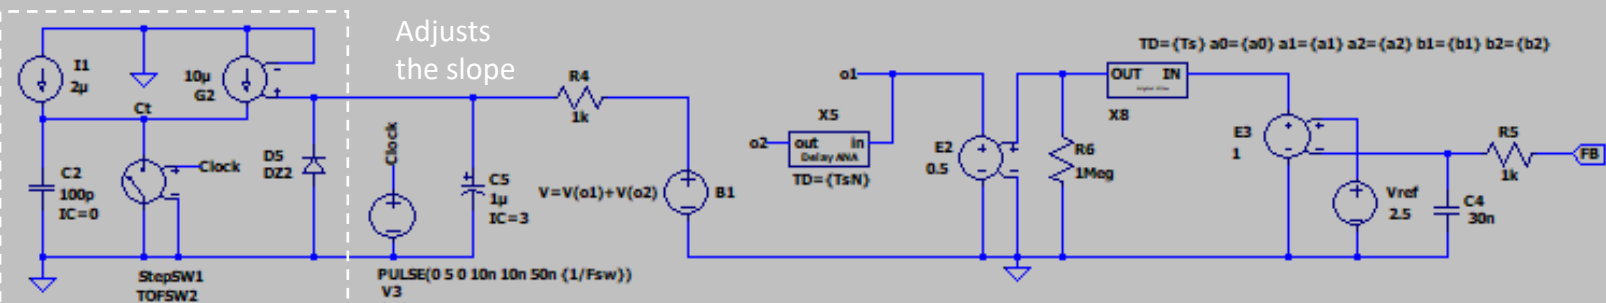 Adjusts
the slope
I1
2µ
10µ
G2
Ct
C2
100p
IC=0
Clock
StepSW1
TOFSW2
D5
DZ2
Clock
PULSE(0 5 0 10n 10n 50n {1/Fsw})
V3
C5
1µ
IC=3
R4
1k
V=V(o1)+V(o2)
B1
o1
o2
X5
out in
Delay ANA
TD={TsN}
E2
0.5
R6
1Meg
TD={Ts} a0={a0} a1={a1} a2={a2} b1={b1} b2={b2}
OUT IN
X8
E3
1
Vref
2.5
C4
30n
R5
1k
FB